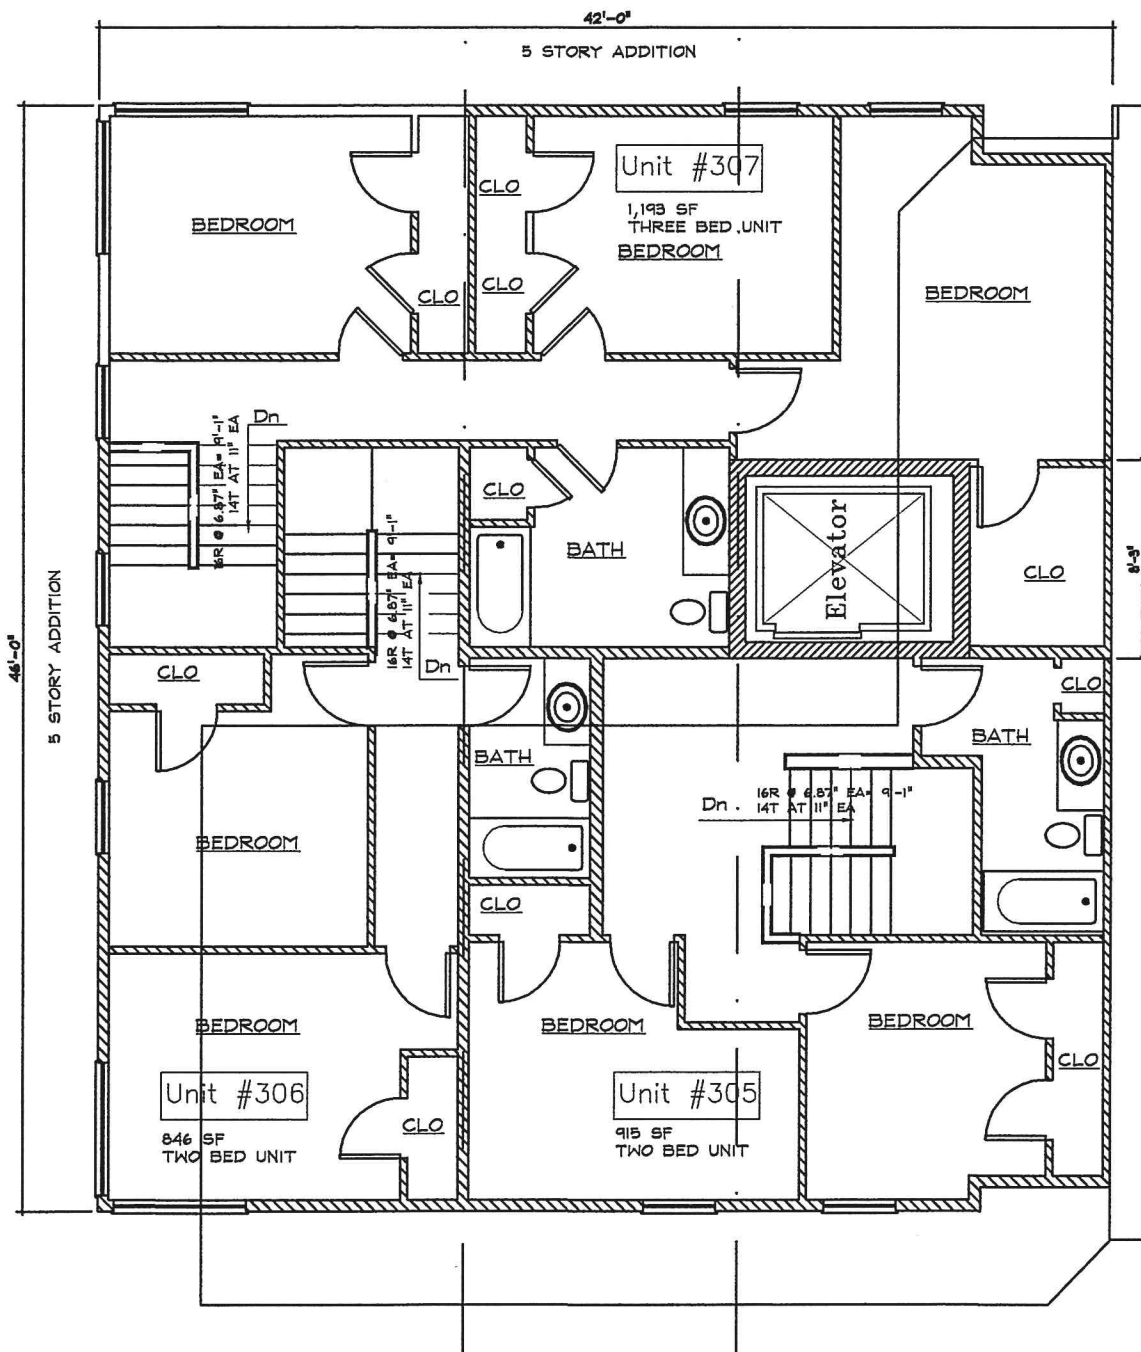 42'-0"
5 STORY ADDITION
Unit #307
CLO
1,193 SF
THREE BED UNIT
BEDROOM
BEDROOM
CLO
CLO
BEDROOM
Dn
16R @ 6.87" EA= 9'-1"
14T AT 11" EA
CLO
BATH
Elevator
CLO
8'-3"
16R @ 6.87" EA= 9'-1"
14T AT 11" EA
Dn
46'-0"
5 STORY ADDITION
CLO
CLO
BATH
BATH
Dn
16R @ 6.87" EA= 9'-1"
14T AT 11" EA
BEDROOM
CLO
BEDROOM
BEDROOM
BEDROOM
CLO
Unit #306
Unit #305
846 SF
TWO BED UNIT
CLO
915 SF
TWO BED UNIT